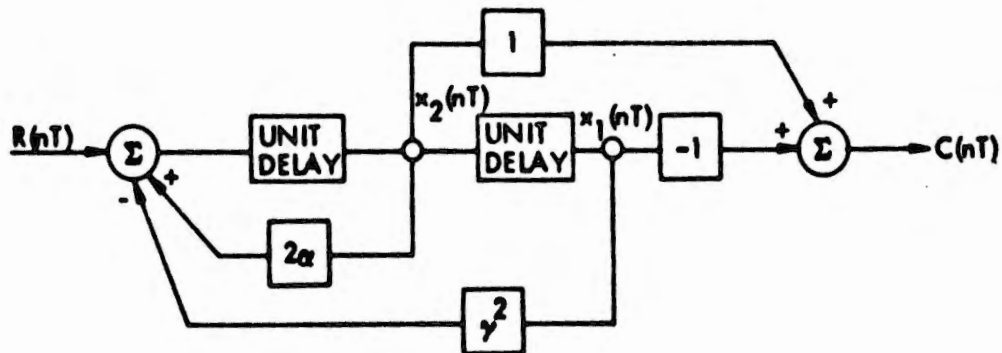 1
+
x₂(nT)
x₁(nT)
R(nT)
Σ
UNIT DELAY
UNIT DELAY
-1
+
Σ
C(nT)
+
-
2α
γ²